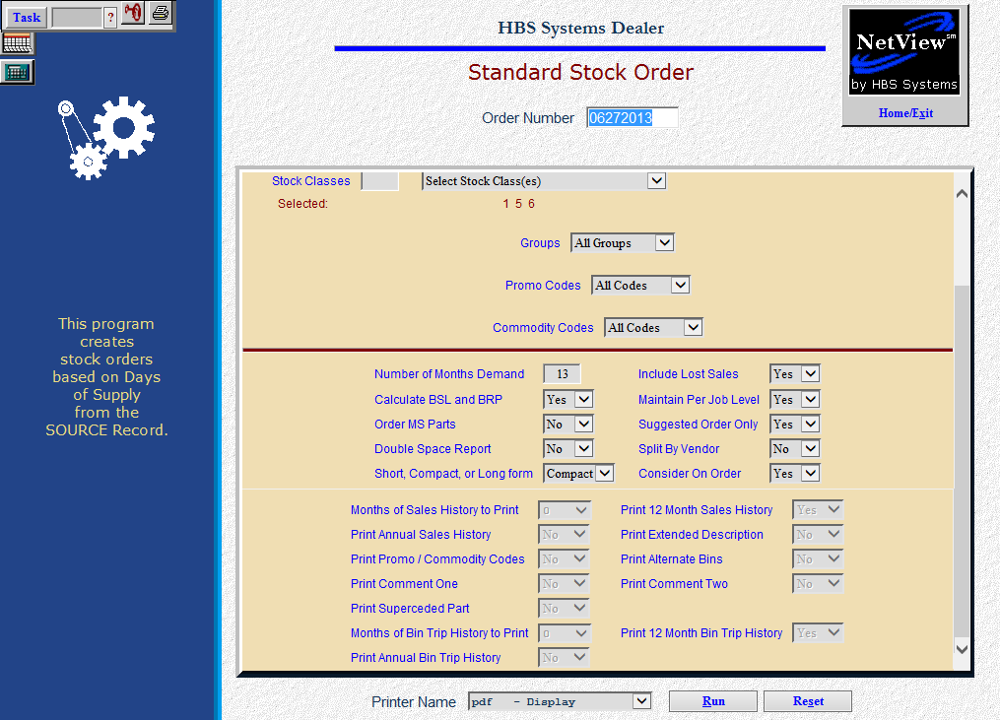 Task ?
HBS Systems Dealer
NetView℠
by HBS Systems
Home/Exit
Standard Stock Order
Order Number 06272013
This program
creates
stock orders
based on Days
of Supply
from the
SOURCE Record.
Stock Classes Select Stock Class(es)
Selected: 1 5 6
Groups All Groups
Promo Codes All Codes
Commodity Codes All Codes
Number of Months Demand 13 Include Lost Sales Yes
Calculate BSL and BRP Yes Maintain Per Job Level Yes
Order MS Parts No Suggested Order Only Yes
Double Space Report No Split By Vendor No
Short, Compact, or Long form Compact Consider On Order Yes
Months of Sales History to Print 0 Print 12 Month Sales History Yes
Print Annual Sales History No Print Extended Description No
Print Promo / Commodity Codes No Print Alternate Bins No
Print Comment One No Print Comment Two No
Print Superceded Part No
Months of Bin Trip History to Print 0 Print 12 Month Bin Trip History Yes
Print Annual Bin Trip History No
Printer Name pdf - Display Run Reset